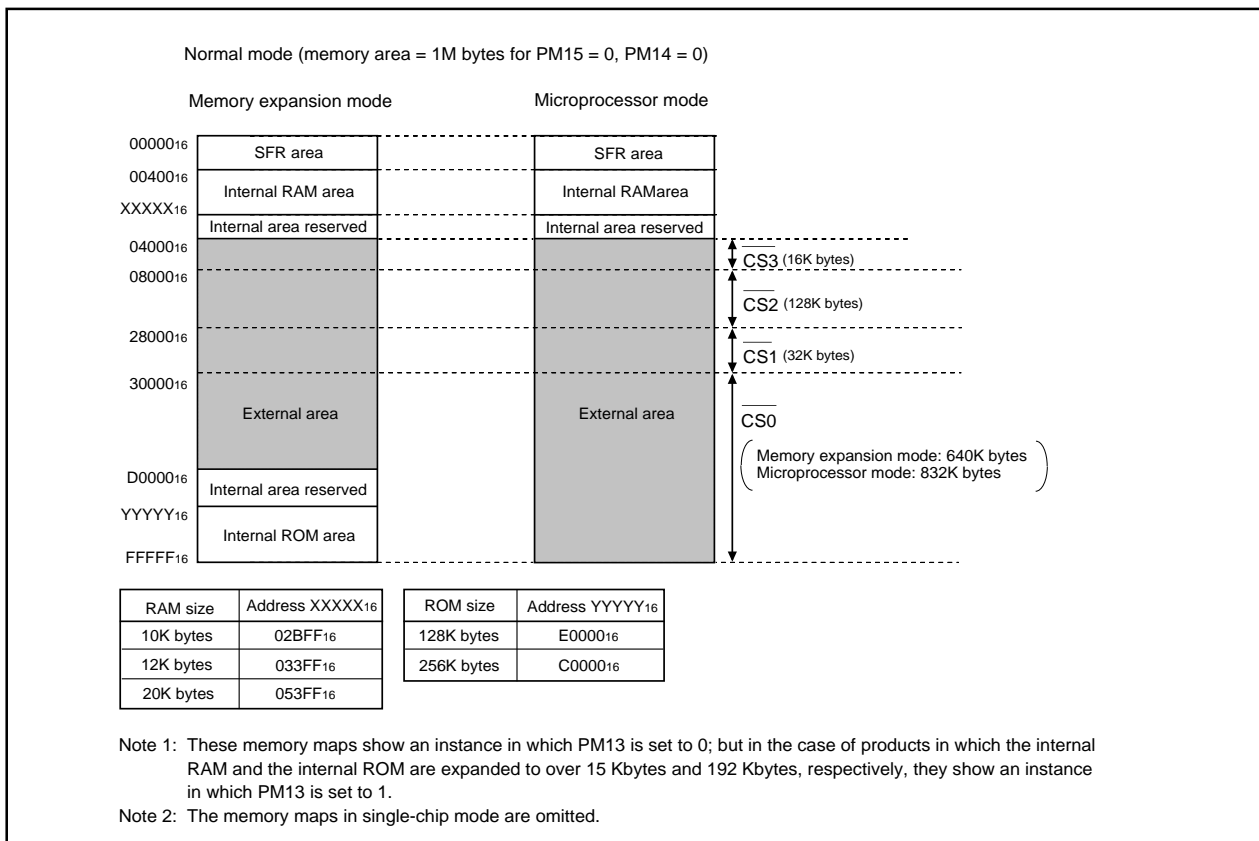 Normal mode (memory area = 1M bytes for PM15 = 0, PM14 = 0)
Memory expansion mode
Microprocessor mode
0000016
SFR area
SFR area
0040016
Internal RAM area
Internal RAMarea
XXXXX16
Internal area reserved
Internal area reserved
0400016
CS3 (16K bytes)
0800016
CS2 (128K bytes)
2800016
CS1 (32K bytes)
3000016
External area
External area
CS0
Memory expansion mode: 640K bytes
Microprocessor mode: 832K bytes
D000016
Internal area reserved
YYYYY16
Internal ROM area
FFFFF16
RAM size Address XXXXX16
10K bytes 02BFF16
12K bytes 033FF16
20K bytes 053FF16
ROM size Address YYYYY16
128K bytes E000016
256K bytes C000016
Note 1: These memory maps show an instance in which PM13 is set to 0; but in the case of products in which the internal
RAM and the internal ROM are expanded to over 15 Kbytes and 192 Kbytes, respectively, they show an instance
in which PM13 is set to 1.
Note 2: The memory maps in single-chip mode are omitted.